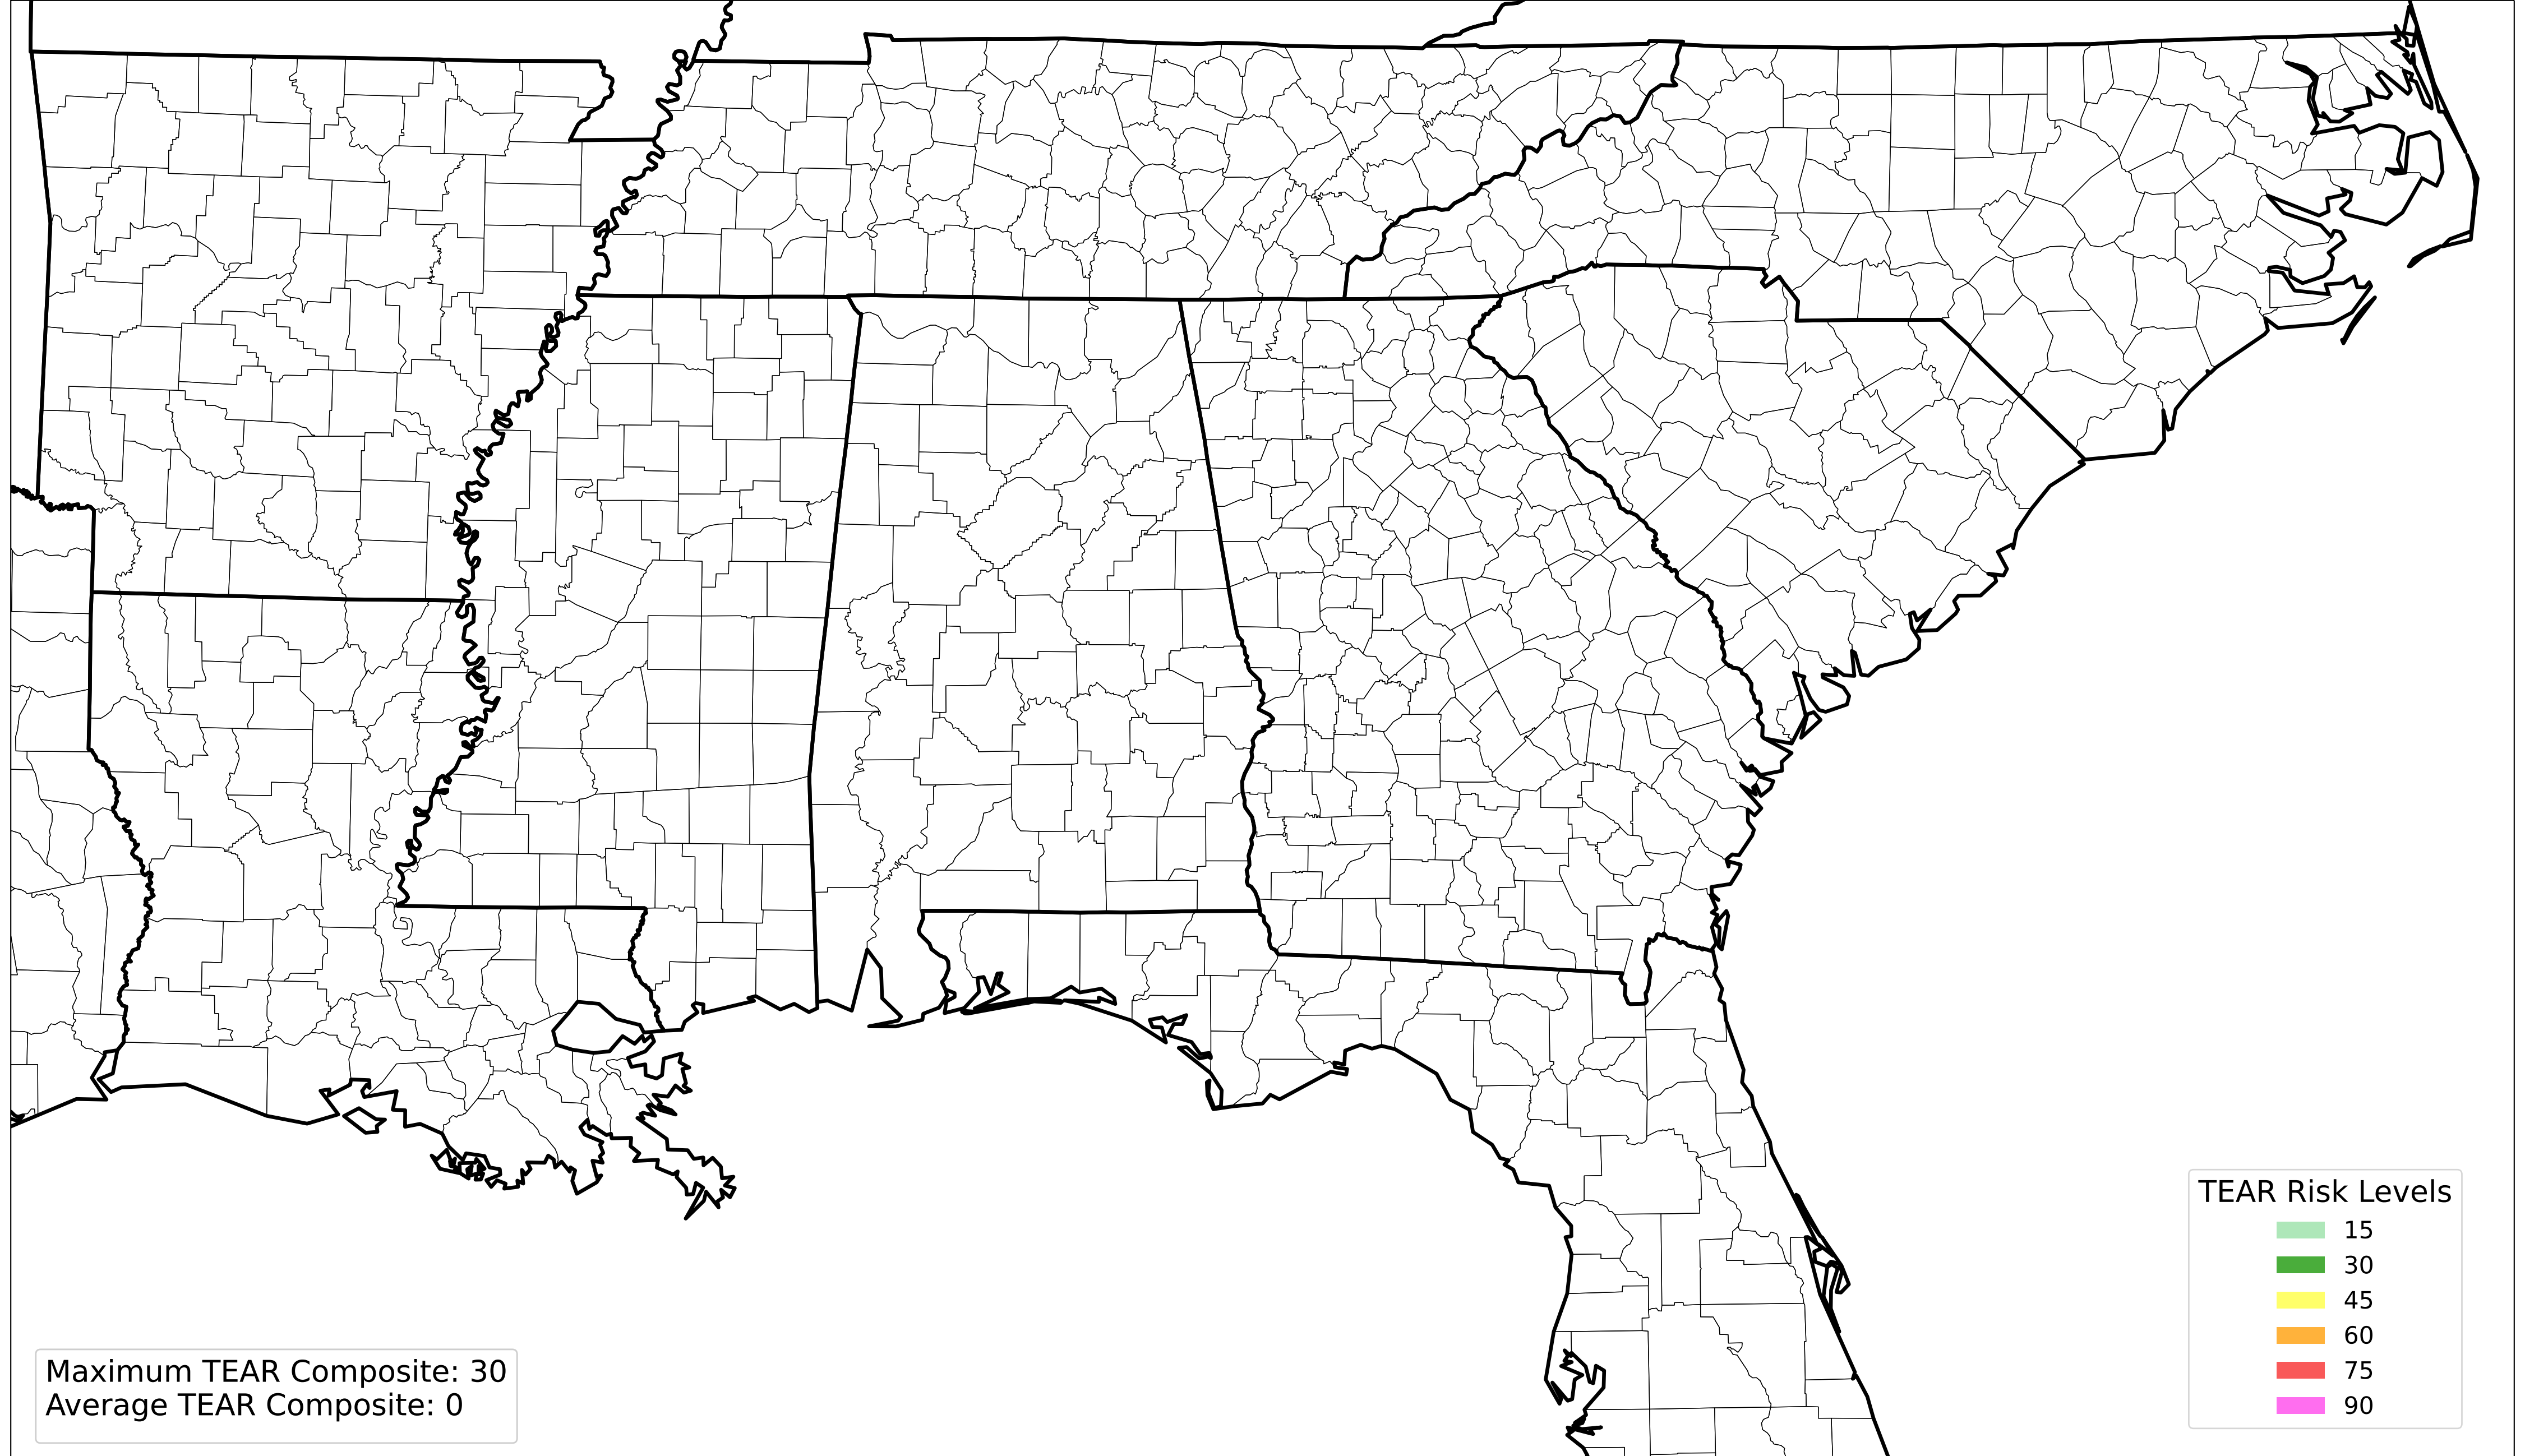 TEAR Risk Levels
15
30
45
60
75
90
Maximum TEAR Composite: 30
Average TEAR Composite: 0